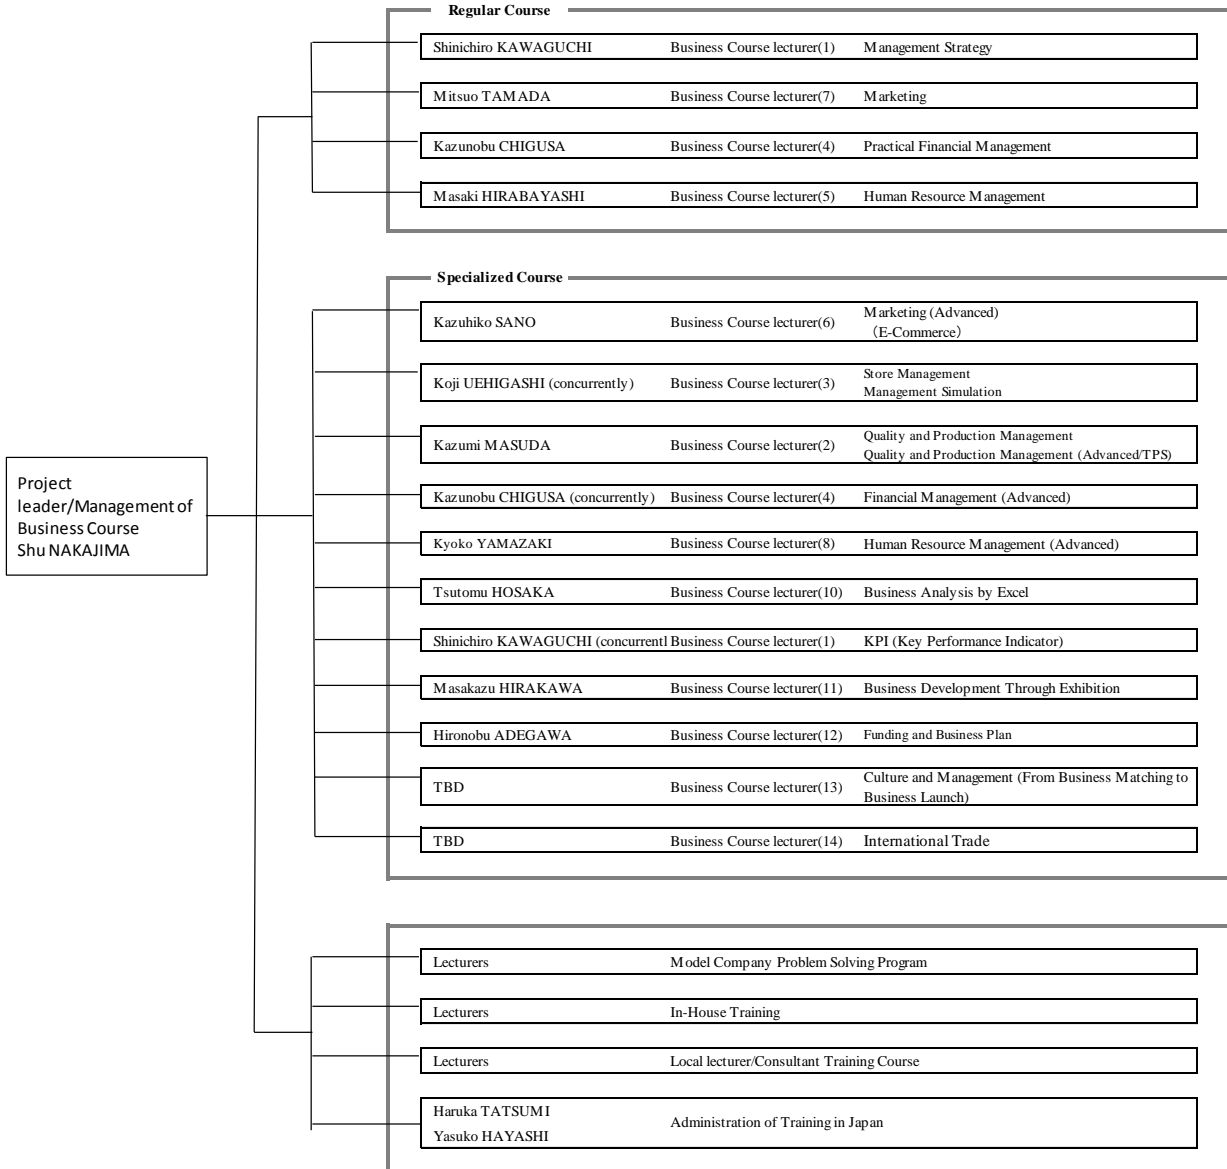 Regular Course
Shinichiro KAWAGUCHI Business Course lecturer(1) Management Strategy
Mitsuo TAMADA Business Course lecturer(7) Marketing
Kazunobu CHIGUSA Business Course lecturer(4) Practical Financial Management
Masaki HIRABAYASHI Business Course lecturer(5) Human Resource Management
Specialized Course
Kazuhiko SANO Business Course lecturer(6) Marketing (Advanced)
（E-Commerce）
Koji UEHIGASHI (concurrently) Business Course lecturer(3) Store Management
Management Simulation
Kazumi MASUDA Business Course lecturer(2) Quality and Production Management
Quality and Production Management (Advanced/TPS)
Kazunobu CHIGUSA (concurrently) Business Course lecturer(4) Financial Management (Advanced)
Kyoko YAMAZAKI Business Course lecturer(8) Human Resource Management (Advanced)
Tsutomu HOSAKA Business Course lecturer(10) Business Analysis by Excel
Shinichiro KAWAGUCHI (concurrentl Business Course lecturer(1) KPI (Key Performance Indicator)
Masakazu HIRAKAWA Business Course lecturer(11) Business Development Through Exhibition
Hironobu ADEGAWA Business Course lecturer(12) Funding and Business Plan
TBD Business Course lecturer(13) Culture and Management (From Business Matching to
Business Launch)
TBD Business Course lecturer(14) International Trade
Project
leader/Management of
Business Course
Shu NAKAJIMA
Lecturers Model Company Problem Solving Program
Lecturers In-House Training
Lecturers Local lecturer/Consultant Training Course
Haruka TATSUMI
Yasuko HAYASHI
Administration of Training in Japan